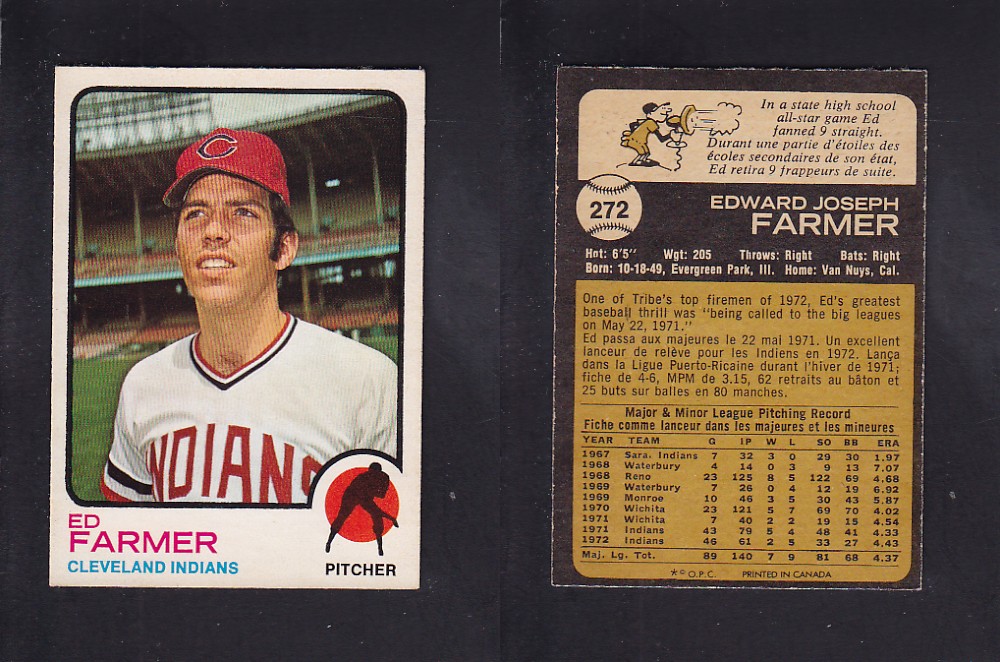 C
INDIANS
ED
FARMER
CLEVELAND INDIANS
PITCHER
In a state high school
all-star game Ed
fanned 9 straight.
Durant une partie d'étoiles des
écoles secondaires de son état,
Ed retira 9 frappeurs de suite.
272
EDWARD JOSEPH
FARMER
Hgt: 6'5" Wgt: 205 Throws: Right Bats: Right
Born: 10-18-49, Evergreen Park, Ill. Home: Van Nuys, Cal.
One of Tribe's top firemen of 1972, Ed's greatest
baseball thrill was "being called to the big leagues
on May 22, 1971."
Ed passa aux majeures le 22 mai 1971. Un excellent
lanceur de relève pour les Indiens en 1972. Lança
dans la Ligue Puerto-Ricaine durant l'hiver de 1971;
fiche de 4-6, MPM de 3.15, 62 retraits au bâton et
25 buts sur balles en 80 manches.
Major & Minor League Pitching Record
Fiche comme lanceur dans les majeures et les mineures
YEAR TEAM G IP W L SO BB ERA
1967 Sara. Indians 7 32 3 0 29 30 1.97
1968 Waterbury 4 14 0 3 9 13 7.07
1968 Reno 23 125 8 5 122 69 4.68
1969 Waterbury 7 26 0 4 12 19 6.92
1969 Monroe 10 46 3 5 30 43 5.87
1970 Wichita 23 121 5 7 69 70 4.02
1971 Wichita 7 40 2 2 19 15 4.54
1971 Indians 43 79 5 4 48 41 4.33
1972 Indians 46 61 2 5 33 27 4.43
Maj. Lg. Tot. 89 140 7 9 81 68 4.37
*© O.P.C. PRINTED IN CANADA